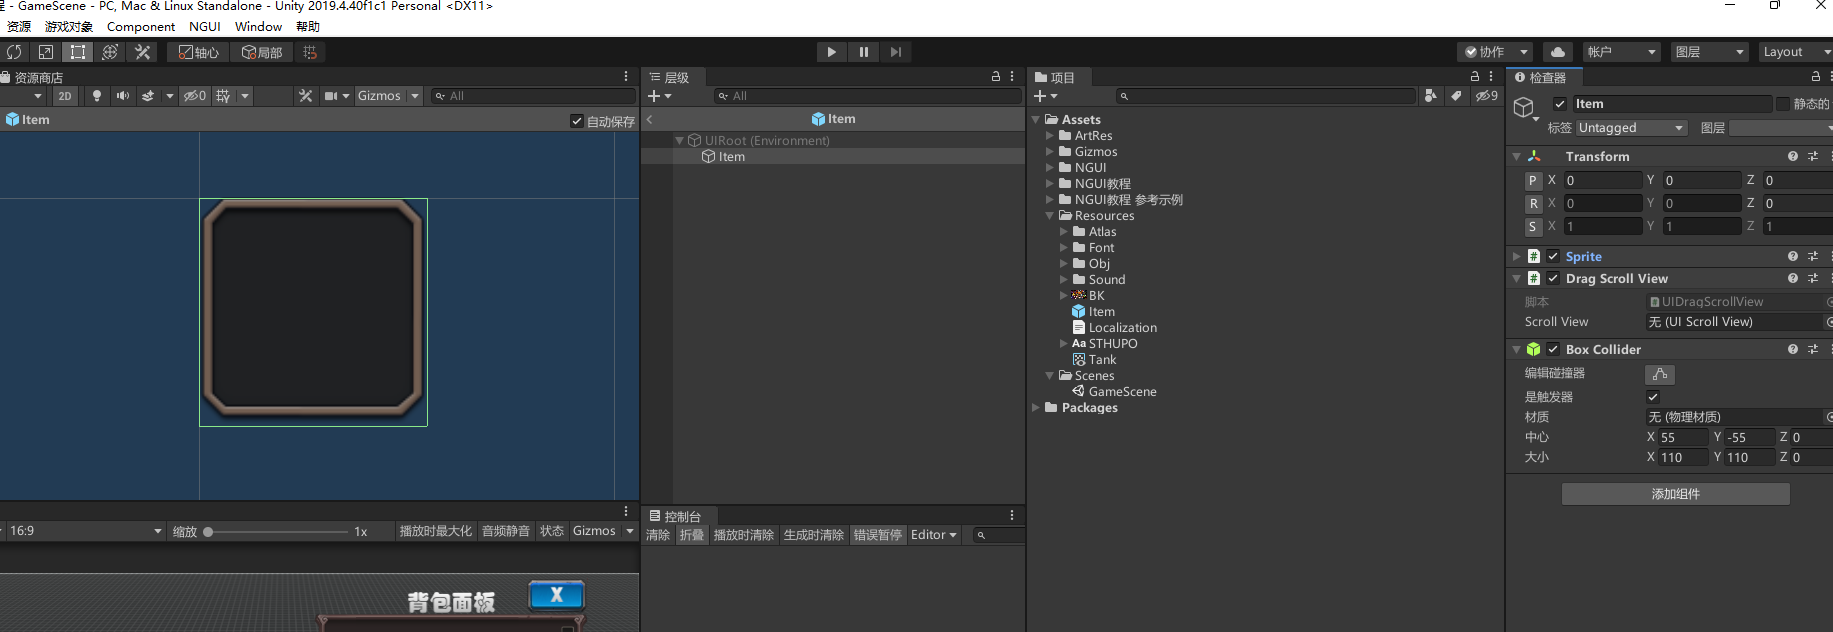 - GameScene - PC, Mac & Linux Standalone - Unity 2019.4.40f1c1 Personal <DX11>
资源 游戏对象 Component NGUI Window 帮助
轴心 局部 协作 帐户 图层 Layout
资源商店 层级 项目 检查器
2D 0 Gizmos All All 9
Item 自动保存 Item
Item 静态的
标签 Untagged 图层
UIRoot (Environment)
Item
Assets
ArtRes
Gizmos
NGUI
NGUI教程
NGUI教程 参考示例
Resources
Atlas
Font
Obj
Sound
BK
Item
Localization
Aa STHUPO
Tank
Scenes
GameScene
Packages
Transform
P X 0 Y 0 Z 0
R X 0 Y 0 Z 0
S X 1 Y 1 Z 1
# Sprite
# Drag Scroll View
脚本 UIDragScrollView
Scroll View 无 (UI Scroll View)
Box Collider
编辑碰撞器
是触发器
材质 无 (物理材质)
中心 X 55 Y -55 Z 0
大小 X 110 Y 110 Z 0
添加组件
16:9 缩放 1x 播放时最大化 音频静音 状态 Gizmos
控制台
清除 折叠 播放时清除 生成时清除 错误暂停 Editor
背包面板 X